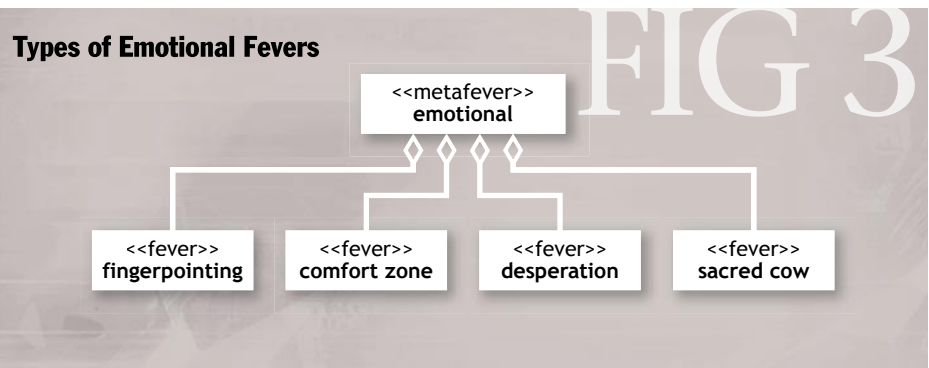 Types of Emotional Fevers
FIG 3
<<metafever>>
emotional
<<fever>>
fingerpointing
<<fever>>
comfort zone
<<fever>>
desperation
<<fever>>
sacred cow